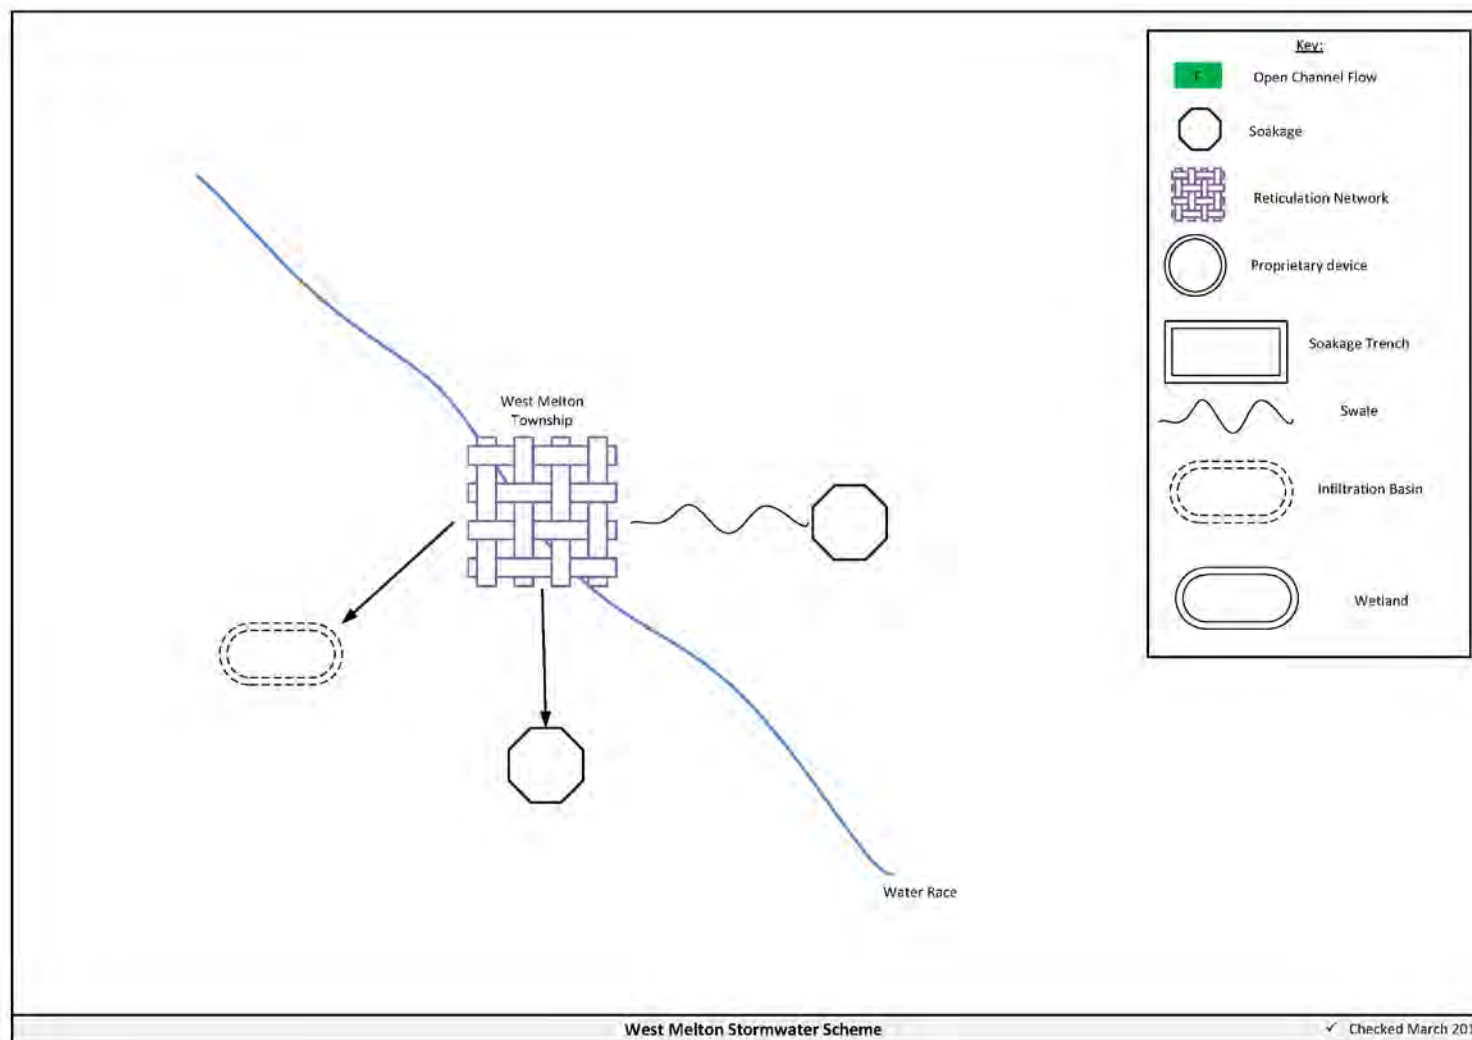 Key:
F
Open Channel Flow
Soakage
Reticulation Network
Proprietary device
Soakage Trench
Swale
Infiltration Basin
Wetland
West Melton
Township
Water Race
West Melton Stormwater Scheme
✓ Checked March 201